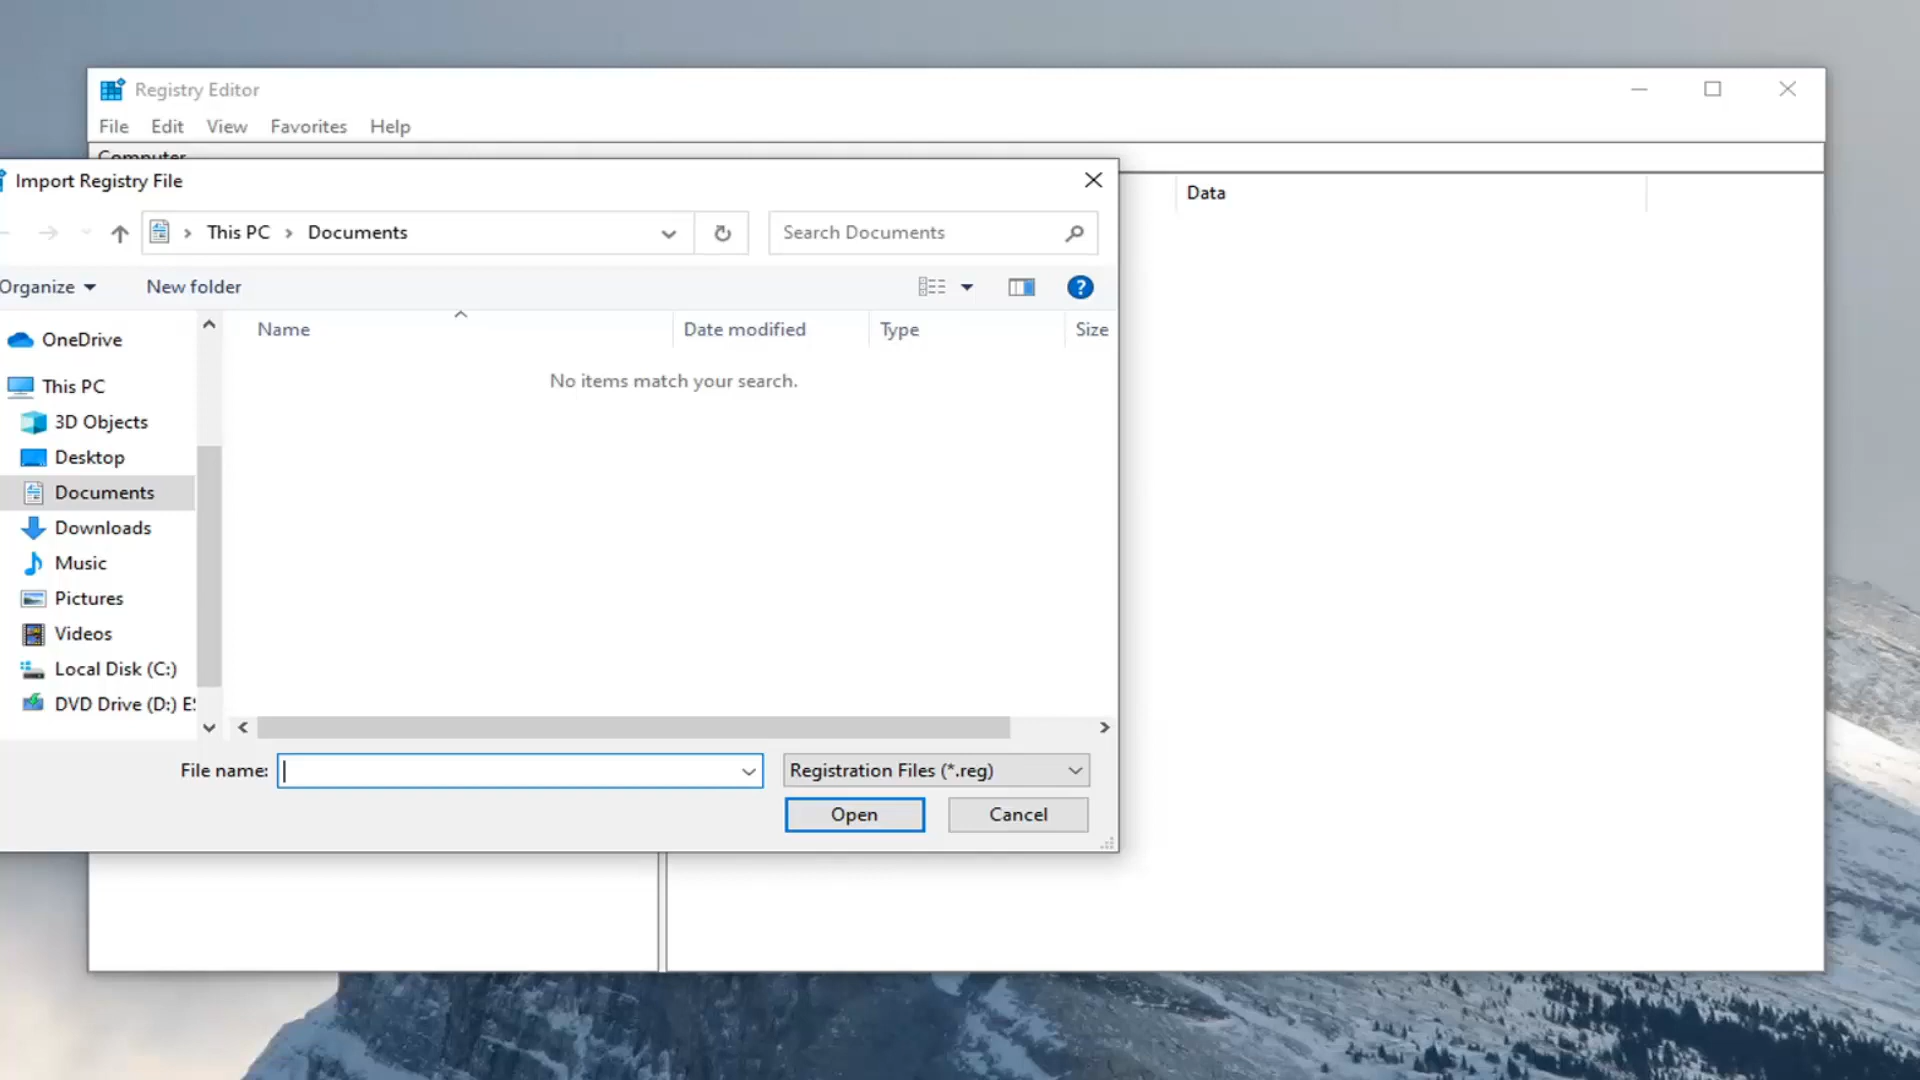 Registry Editor
File Edit View Favorites Help
Computer
Import Registry File
Data
This PC Documents
Search Documents
Organize
New folder
Name
Date modified
Type
Size
No items match your search.
OneDrive
This PC
3D Objects
Desktop
Documents
Downloads
Music
Pictures
Videos
Local Disk (C:)
DVD Drive (D:) ES
File name:
Registration Files (*.reg)
Open
Cancel